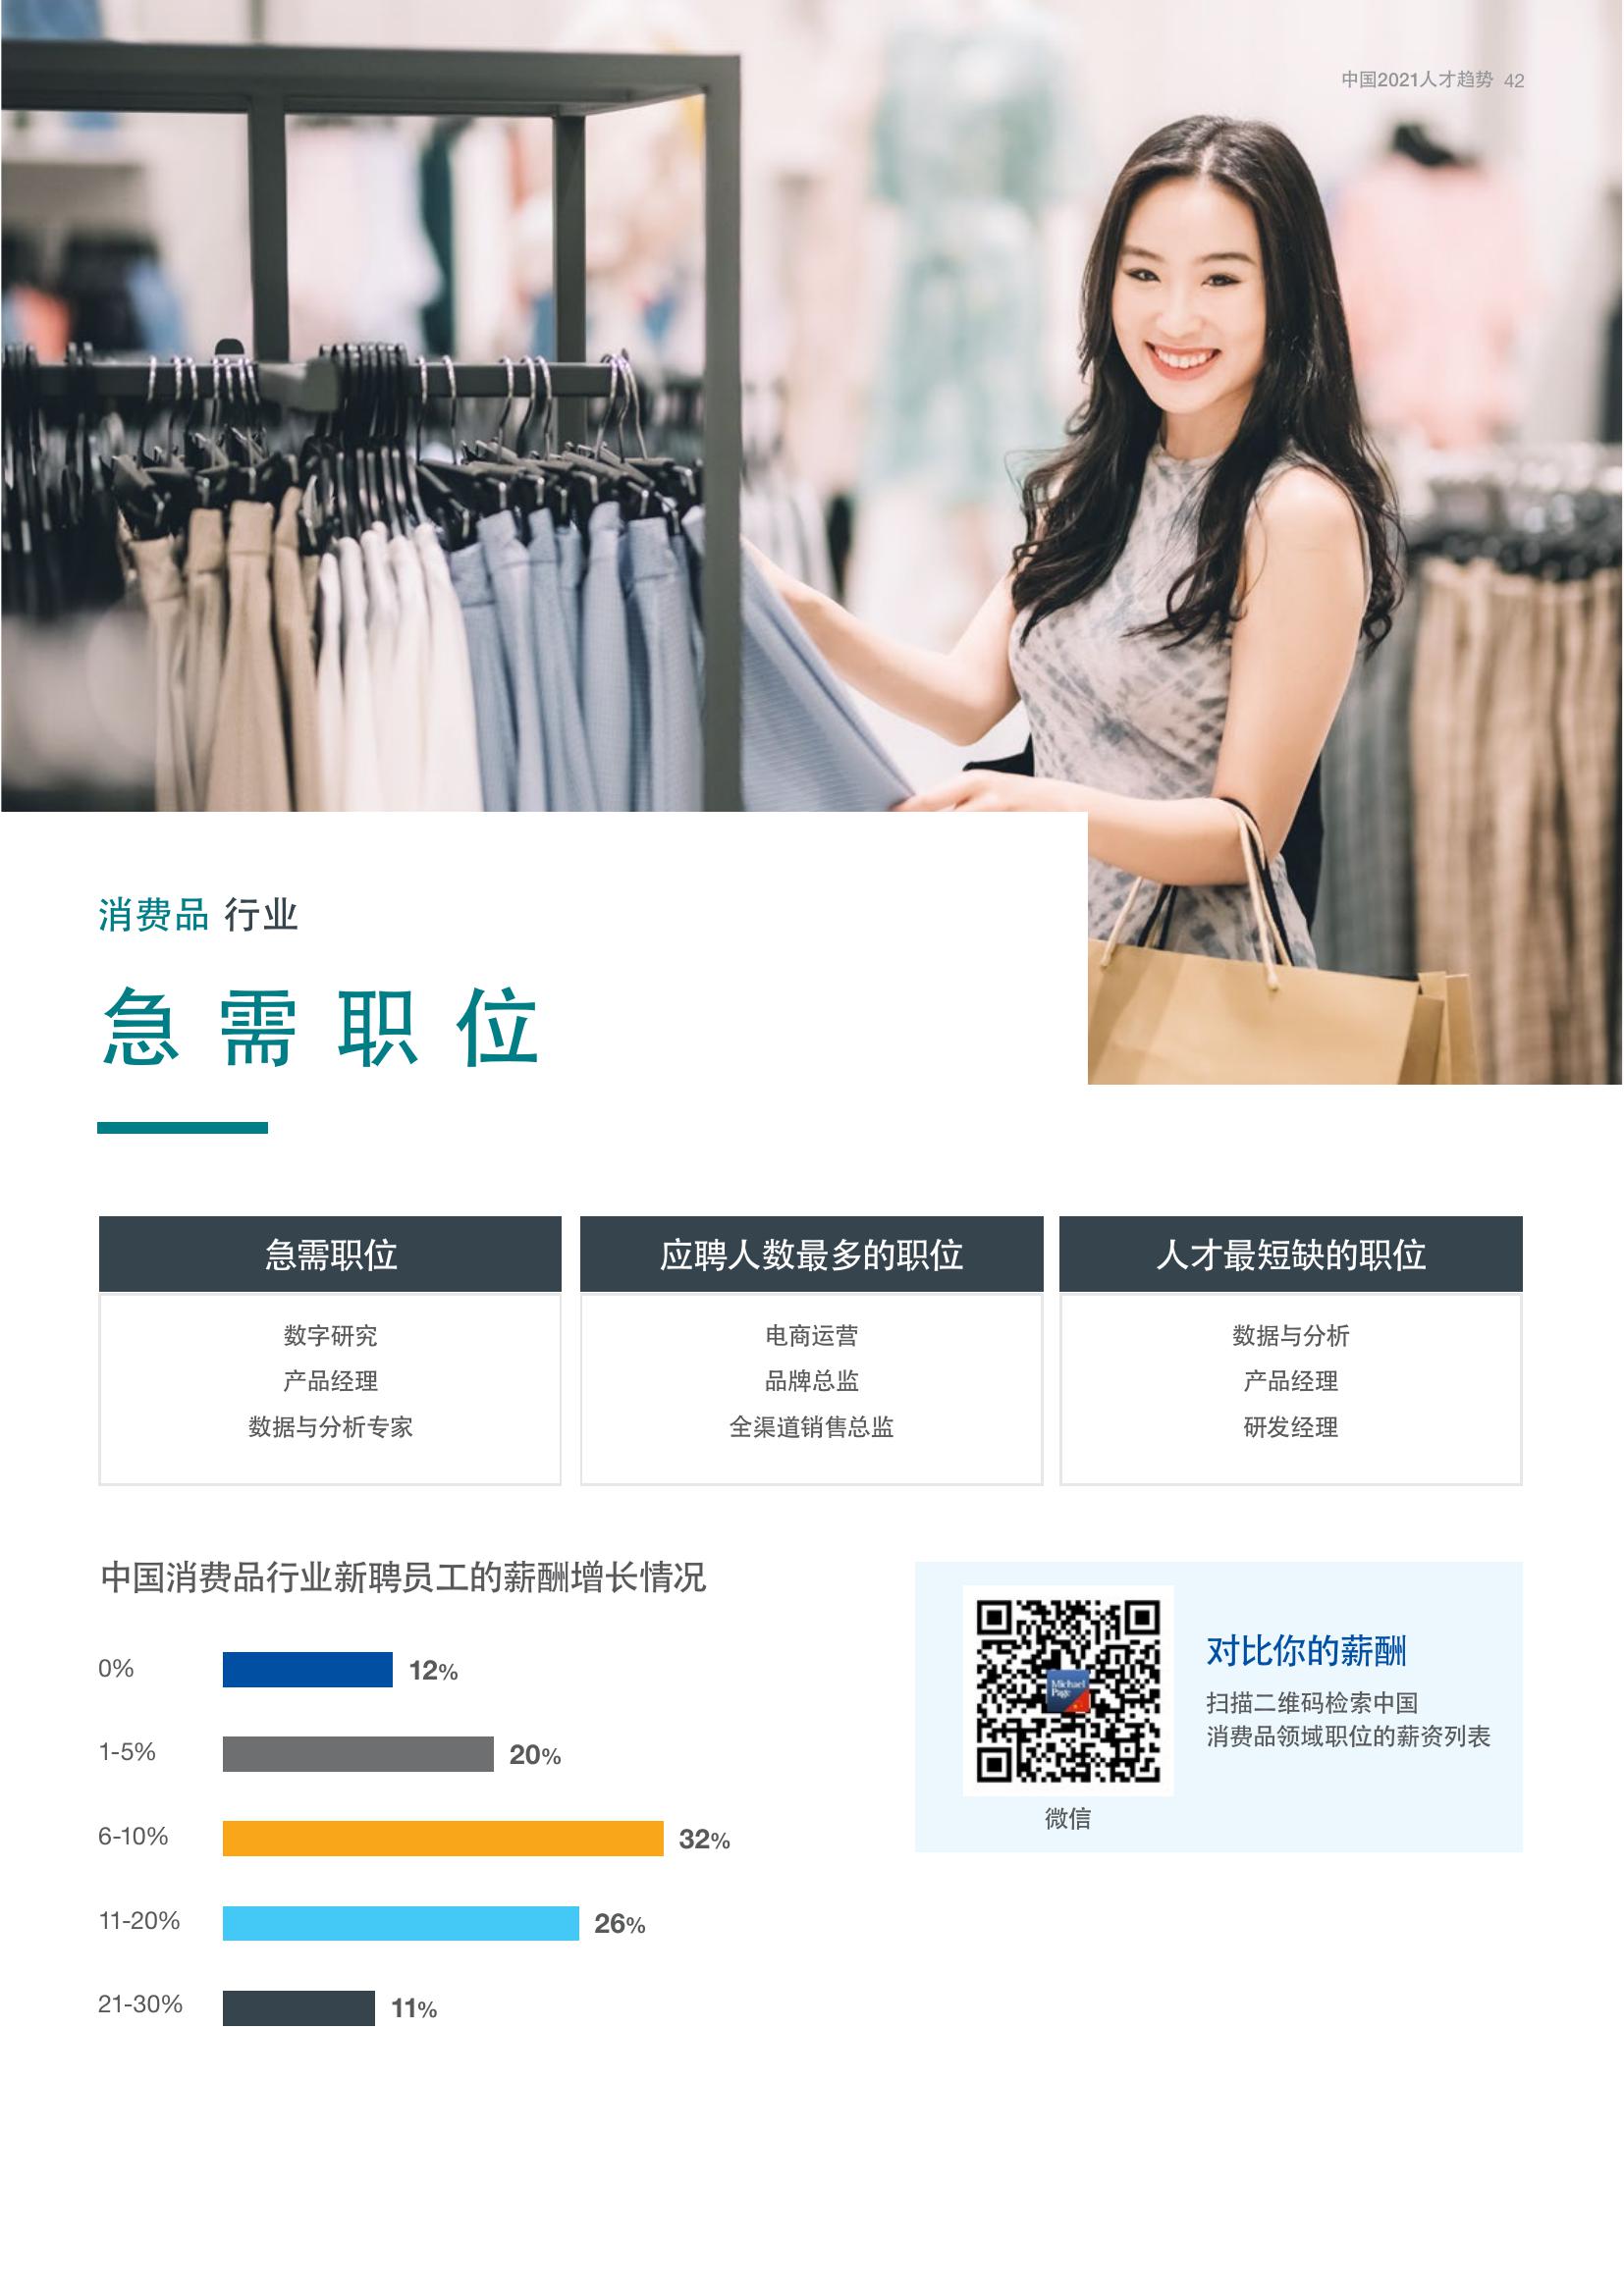 中国2021人才趋势 42
消费品 行业
急需职位
急需职位
数字研究
产品经理
数据与分析专家
应聘人数最多的职位
电商运营
品牌总监
全渠道销售总监
人才最短缺的职位
数据与分析
产品经理
研发经理
中国消费品行业新聘员工的薪酬增长情况
0% 12%
1-5% 20%
6-10% 32%
11-20% 26%
21-30% 11%
Michael
Page
微信
对比你的薪酬
扫描二维码检索中国
消费品领域职位的薪资列表